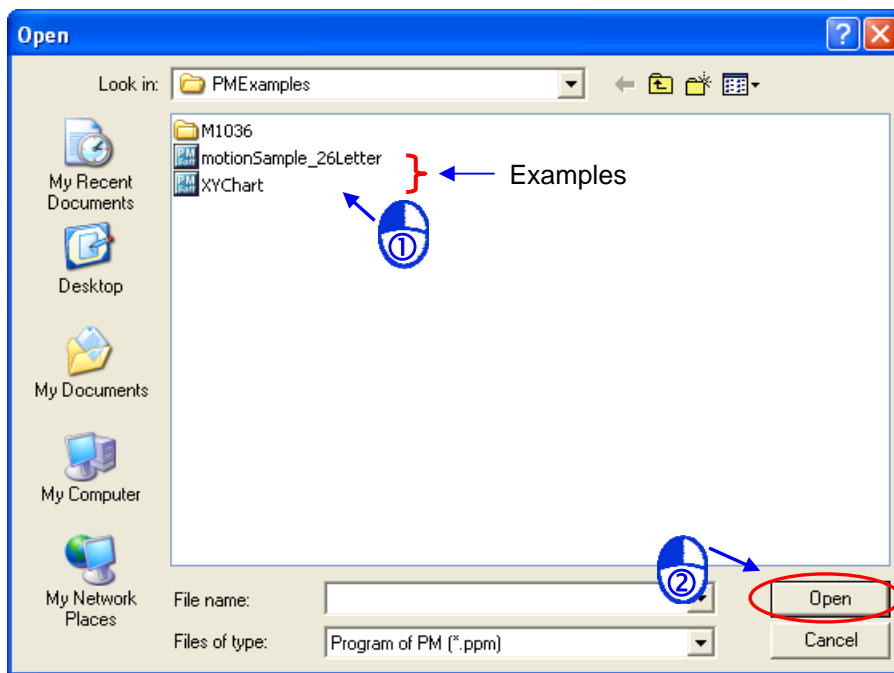 Open
Look in:
PMExamples
M1036
motionSample_26Letter
XYChart
Examples
①
My Recent
Documents
Desktop
My Documents
My Computer
My Network
Places
②
File name:
Open
Files of type:
Program of PM (*.ppm)
Cancel